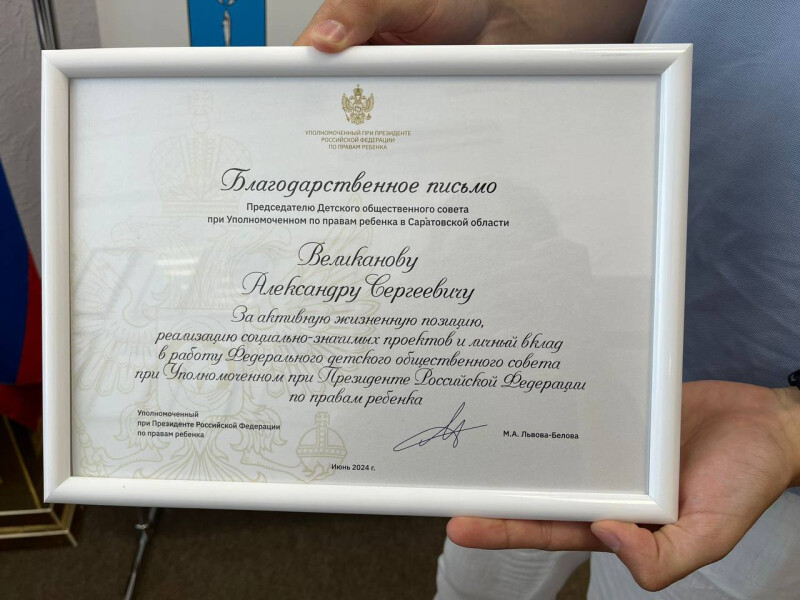 УПОЛНОМОЧЕННЫЙ ПРИ ПРЕЗИДЕНТЕ
РОССИЙСКОЙ ФЕДЕРАЦИИ
ПО ПРАВАМ РЕБЕНКА
Благодарственное письмо
Председателю Детского общественного совета
при Уполномоченном по правам ребенка в Саратовской области
Великанову
Александру Сергеевичу
За активную жизненную позицию,
реализацию социально-значимых проектов и личный вклад
в работу Федерального детского общественного совета
при Уполномоченном при Президенте Российской Федерации
по правам ребенка
Уполномоченный
при Президенте Российской Федерации
по правам ребенка
М.А. Львова-Белова
Июнь 2024 г.